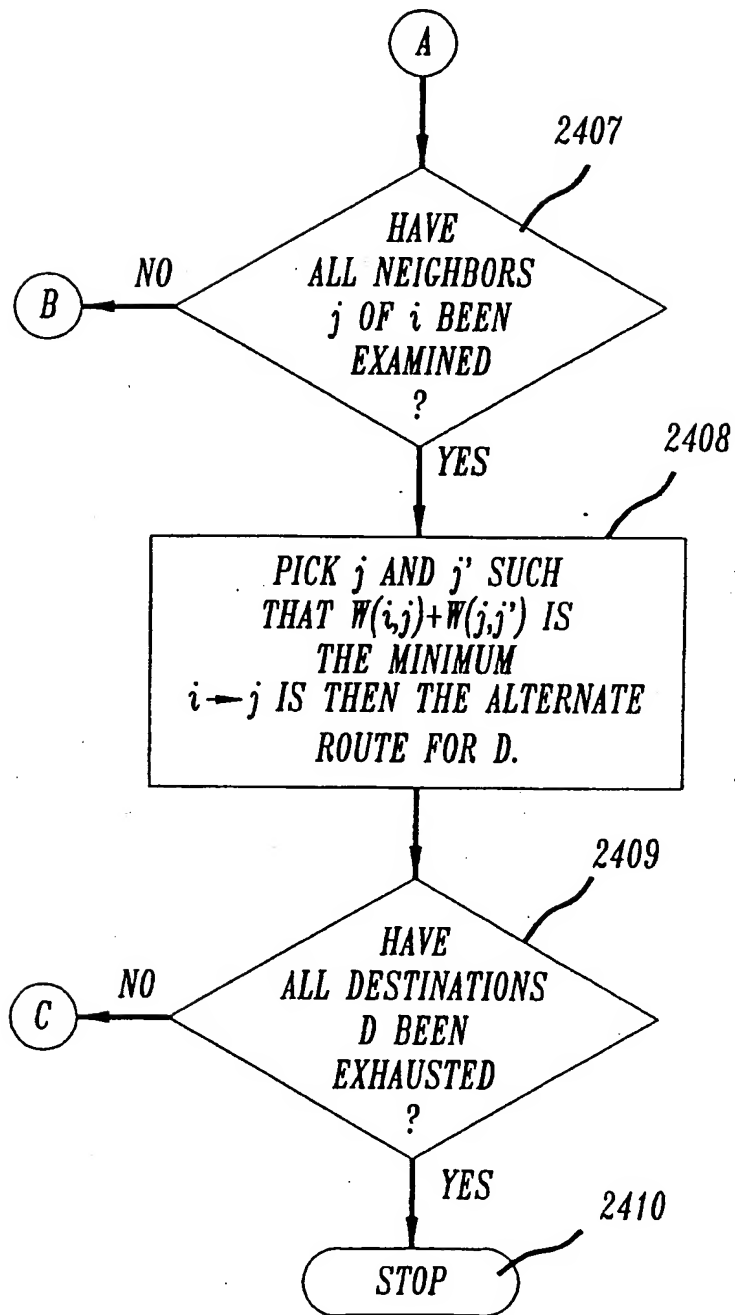 A
2407
HAVE
ALL NEIGHBORS
j OF i BEEN
EXAMINED
?
NO
B
YES
2408
PICK j AND j' SUCH
THAT W(i,j)+W(j,j') IS
THE MINIMUM
i→j IS THEN THE ALTERNATE
ROUTE FOR D.
2409
HAVE
ALL DESTINATIONS
D BEEN
EXHAUSTED
?
NO
C
YES
2410
STOP